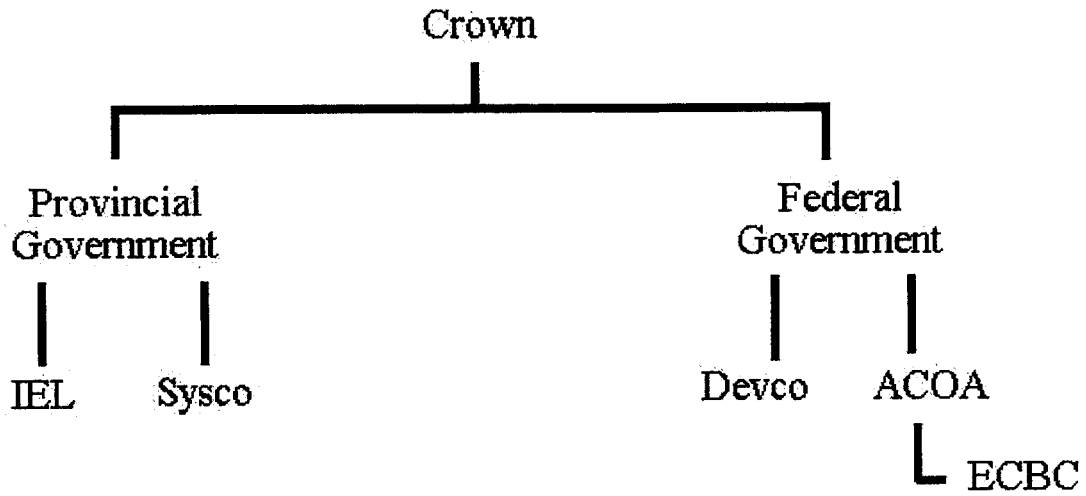 Crown
Provincial
Government
Federal
Government
IEL
Sysco
Devco
ACOA
ECBC